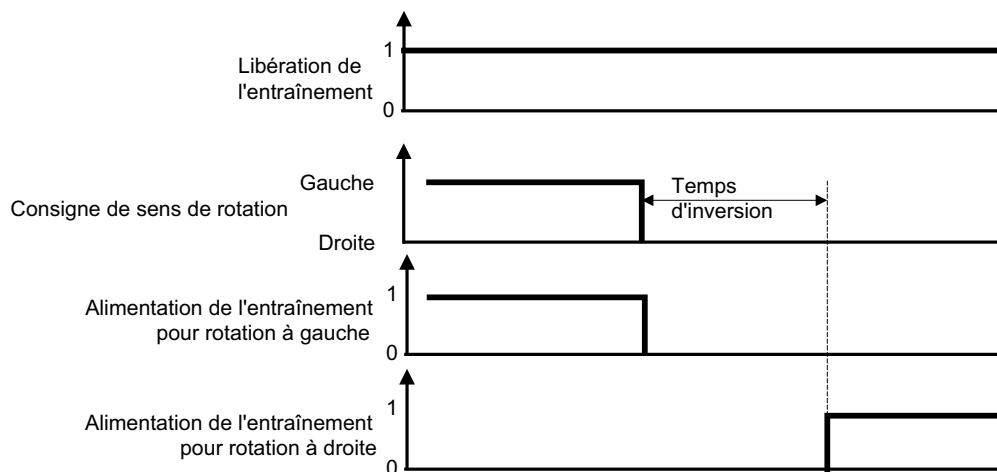 1
Libération de
l'entraînement
0
Gauche
Temps
d'inversion
Consigne de sens de rotation
Droite
1
Alimentation de l'entraînement
pour rotation à gauche
0
1
Alimentation de l'entraînement
pour rotation à droite
0